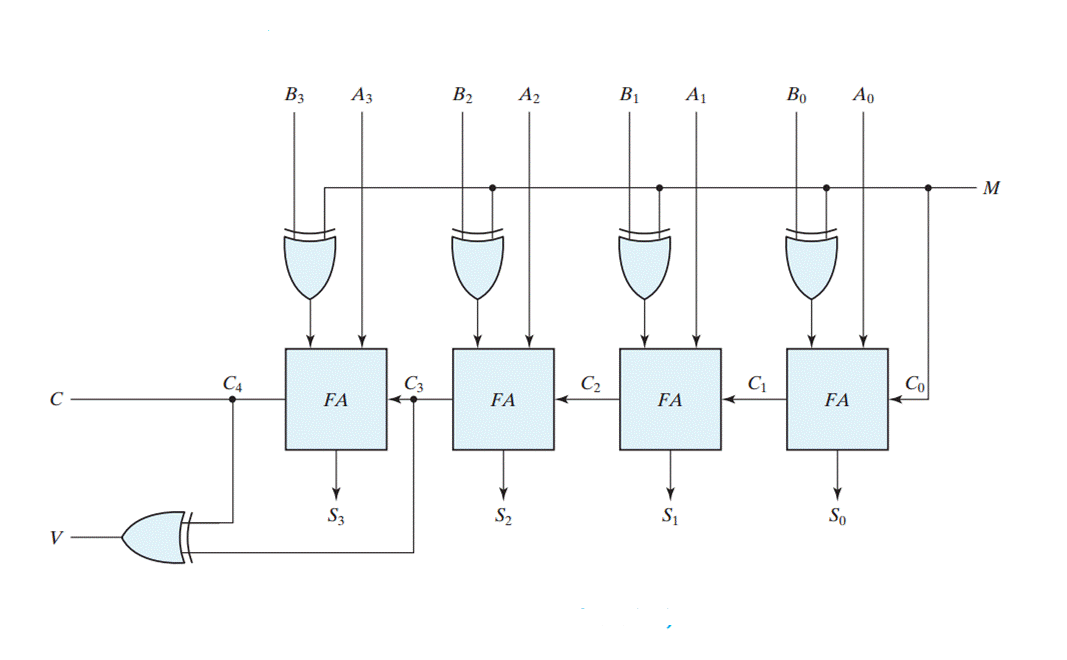 B3 A3 B2 A2 B1 A1 B0 A0
M
C C4 FA C3 FA C2 FA C1 FA C0
S3 S2 S1 S0
V